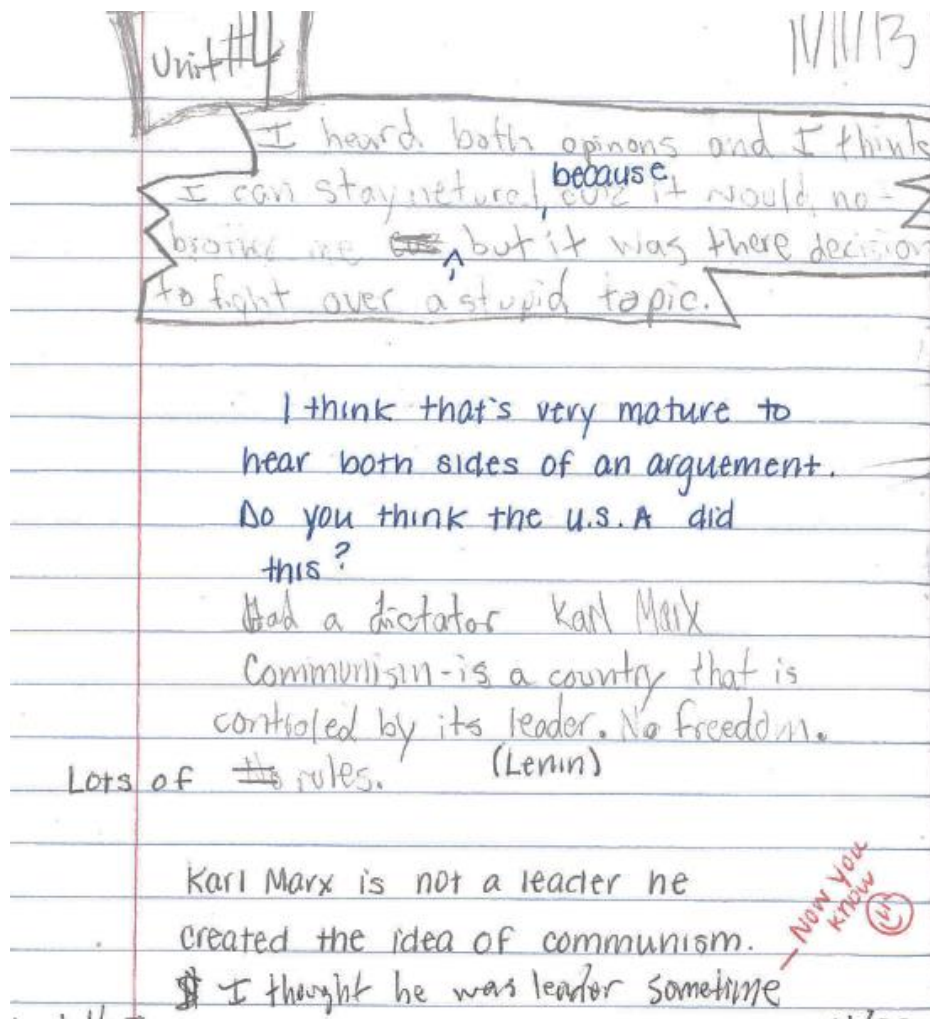 Unit #4
11/11/13
I heard both opinons and I think
because
I can stay netural, cuz it would no-
me but it was there decision
to fight over a stupid topic.
I think that's very mature to
hear both sides of an arguement.
Do you think the U.S.A did
this?
Had a dictator Karl Marx
Communism-is a country that is
controled by its leader. No freedom.
(Lenin)
Lots of rules.
Karl Marx is not a leader he
created the idea of communism.
— Now you
know
I thought he was leader sometime